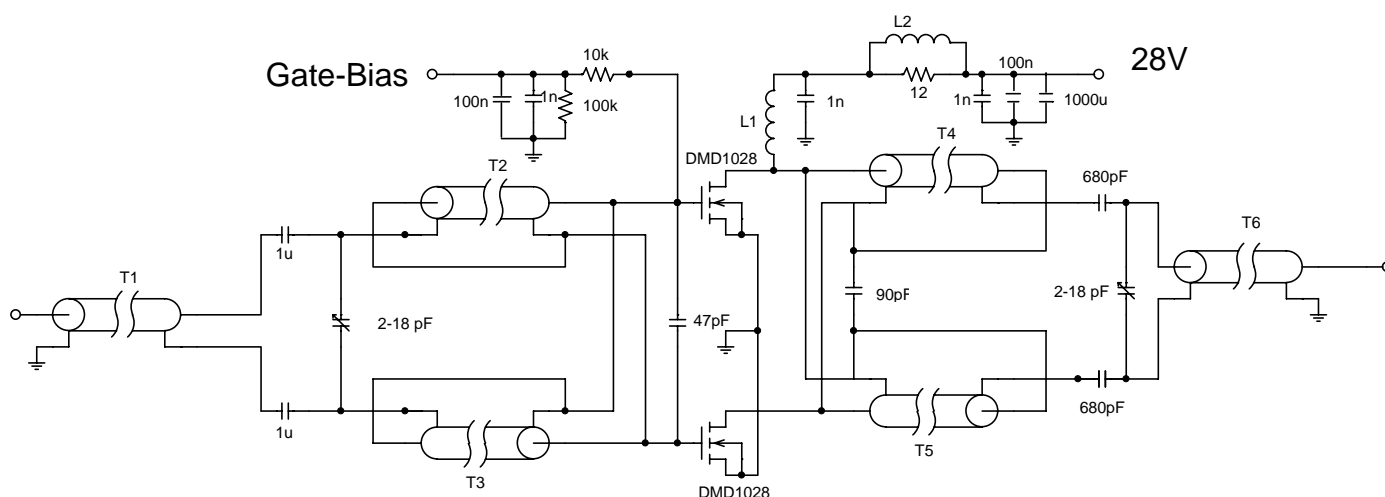 L2
10k
Gate-Bias
28V
100n
100n
1n
100k
12
1n
1n
1000u
L1
T2
DMD1028
T4
680pF
T6
1u
T1
2-18 pF
47pF
90pF
2-18 pF
1u
680pF
T3
T5
DMD1028